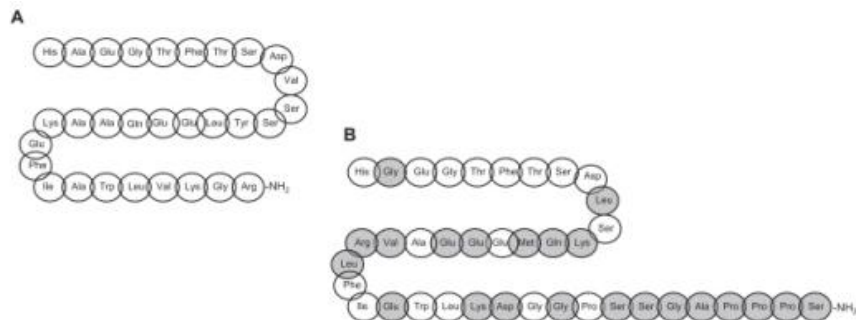 A
His Ala Glu Gly Thr Phe Thr Ser Asp
Val
Ser
Lys Ala Ala Gln Glu Glu Leu Tyr Ser
Glu
Phe
Ile Ala Trp Leu Val Lys Gly Arg -NH₂
B
His Gly Glu Gly Thr Phe Thr Ser Asp
Leu
Ser
Arg Val Ala Glu Glu Glu Met Gln Lys
Leu
Phe
Ile Glu Trp Leu Lys Asp Gly Gly Pro Ser Ser Gly Ala Pro Pro Pro Ser -NH₂